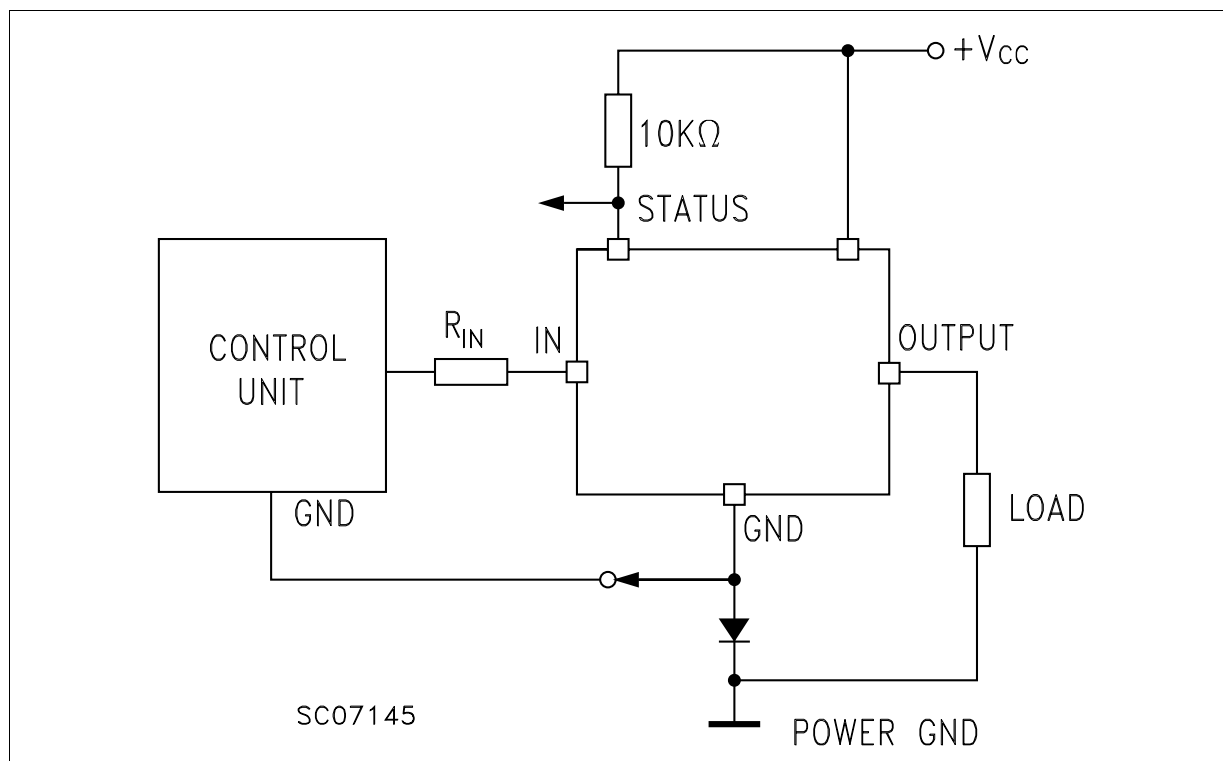 +VCC
10KΩ
STATUS
CONTROL
UNIT
RIN
IN
OUTPUT
GND
GND
LOAD
SC07145
POWER GND